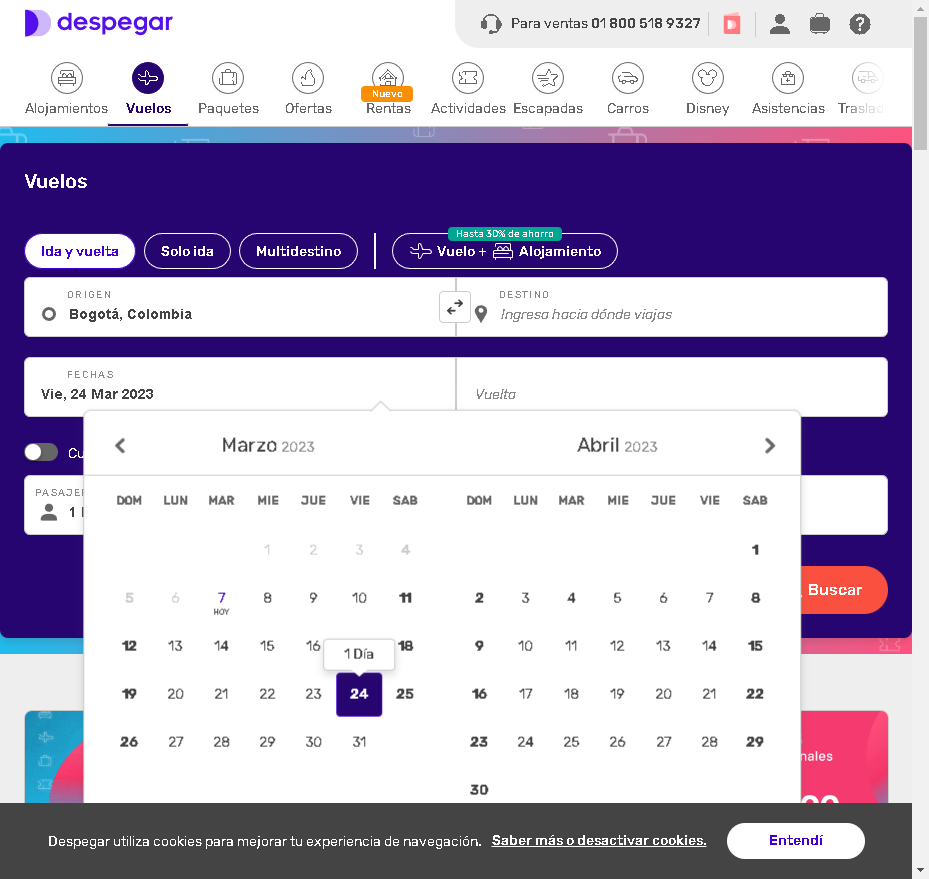 despegar
Para ventas 01 800 518 9327
Alojamientos Vuelos Paquetes Ofertas Nuevo Rentas Actividades Escapadas Carros Disney Asistencias Traslad
Vuelos
Hasta 30% de ahorro
Ida y vuelta Solo ida Multidestino Vuelo + Alojamiento
ORIGEN DESTINO
Bogotá, Colombia Ingresa hacia dónde viajas
FECHAS
Vie, 24 Mar 2023 Vuelta
Marzo 2023 Abril 2023
Cu
PASAJE
1
DOM LUN MAR MIE JUE VIE SAB DOM LUN MAR MIE JUE VIE SAB
1 2 3 4 1
5 6 7 8 9 10 11 2 3 4 5 6 7 8
HOY
Buscar
12 13 14 15 16 18 9 10 11 12 13 14 15
1 Día
19 20 21 22 23 24 25 16 17 18 19 20 21 22
26 27 28 29 30 31 23 24 25 26 27 28 29
nales
30
Despegar utiliza cookies para mejorar tu experiencia de navegación. Saber más o desactivar cookies. Entendí